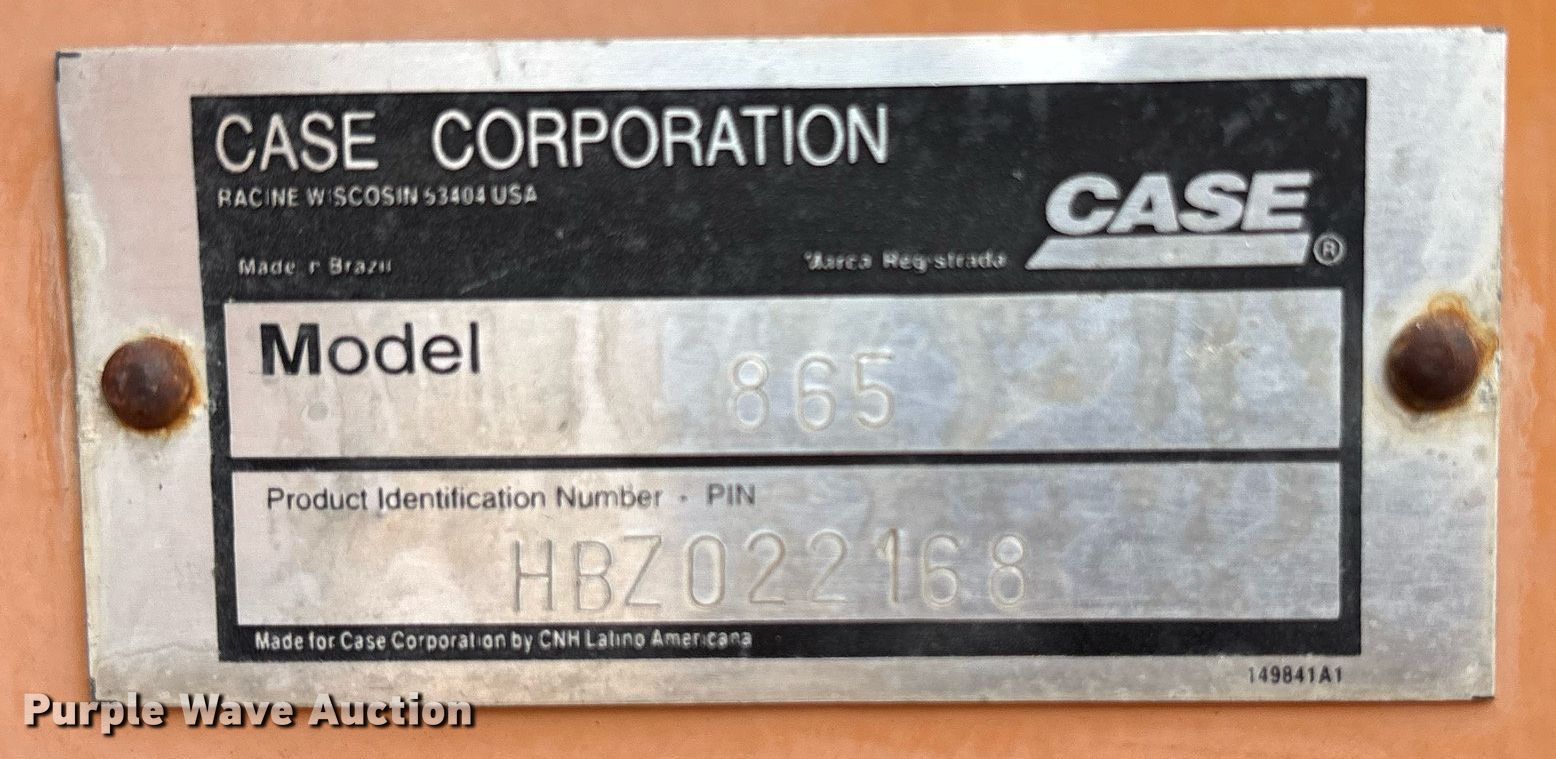 CASE CORPORATION
RACINE WISCOSIN 53404 USA
CASE ®
Made in Brazil
Marca Registrada
Model
865
Product Identification Number - PIN
HBZ022168
Made for Case Corporation by CNH Latino Americana
149841A1
Purple Wave Auction